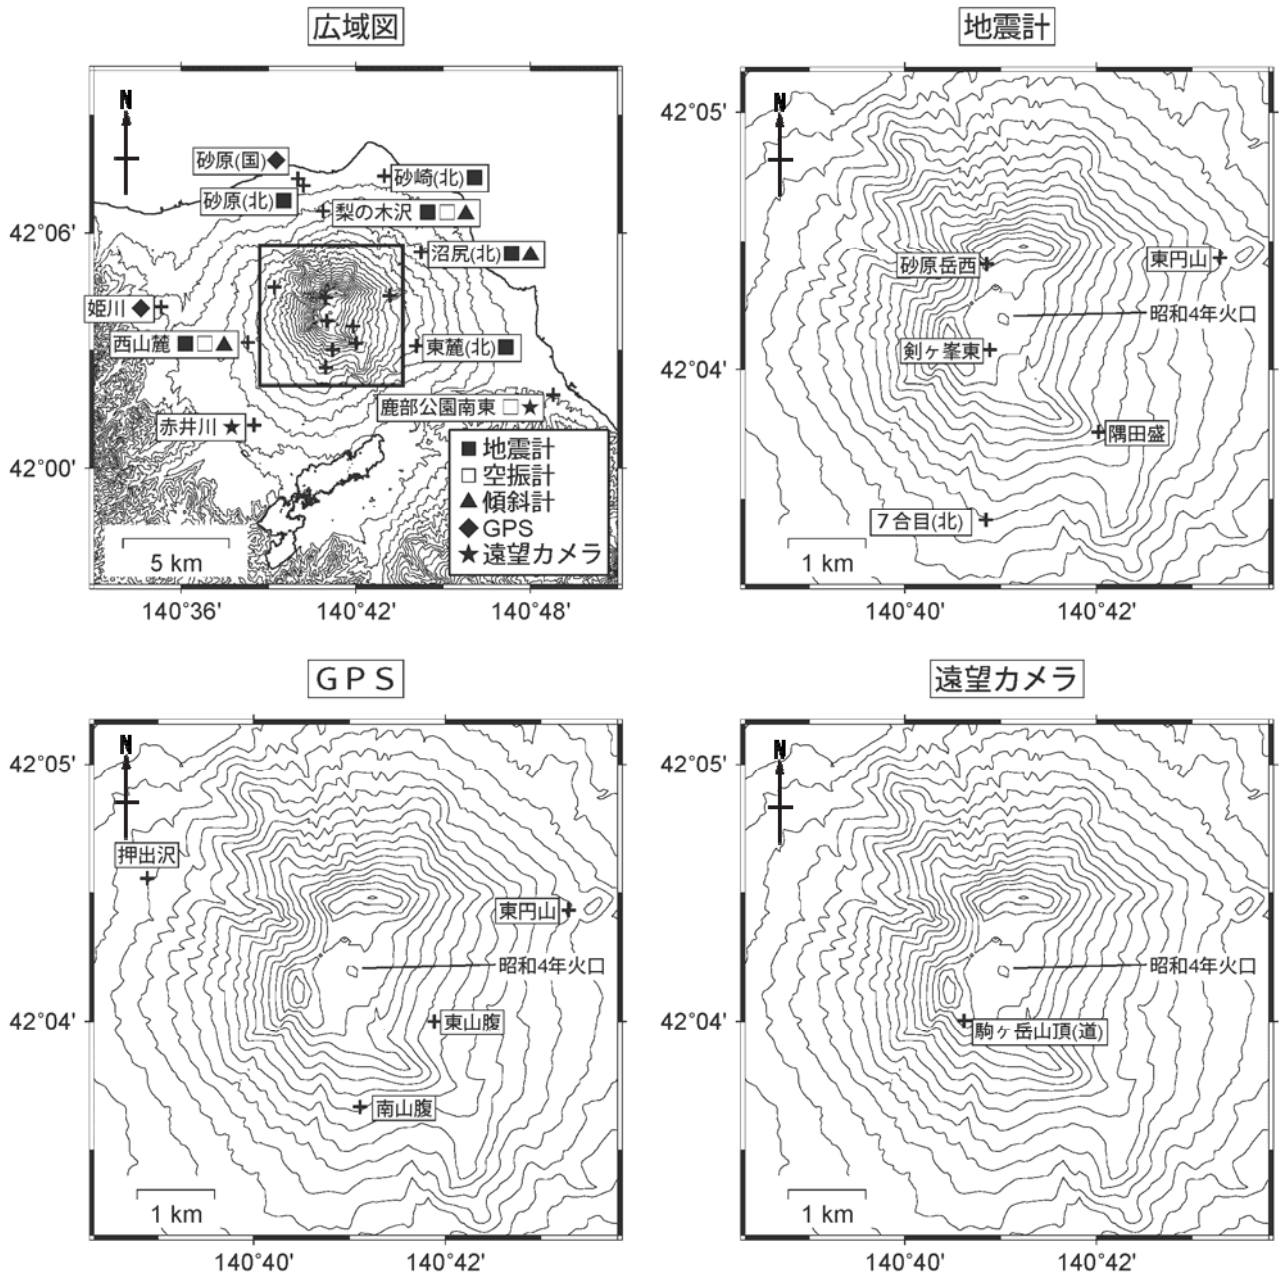 広域図
N
砂原(国)◆
砂原(北)■
砂崎(北)■
梨の木沢 ■□▲
沼尻(北)■▲
姫川 ◆
西山麓 ■□▲
東麓(北)■
鹿部公園南東 □★
赤井川 ★
■ 地震計
□ 空振計
▲ 傾斜計
◆ GPS
★ 遠望カメラ
5 km
42°06'
42°00'
140°36'
140°42'
140°48'
地震計
N
砂原岳西
東円山
昭和4年火口
剣ヶ峯東
隅田盛
7合目(北)
1 km
42°05'
42°04'
140°40'
140°42'
GPS
N
押出沢
東円山
昭和4年火口
東山腹
南山腹
1 km
42°05'
42°04'
140°40'
140°42'
遠望カメラ
N
昭和4年火口
駒ヶ岳山頂(道)
1 km
42°05'
42°04'
140°40'
140°42'